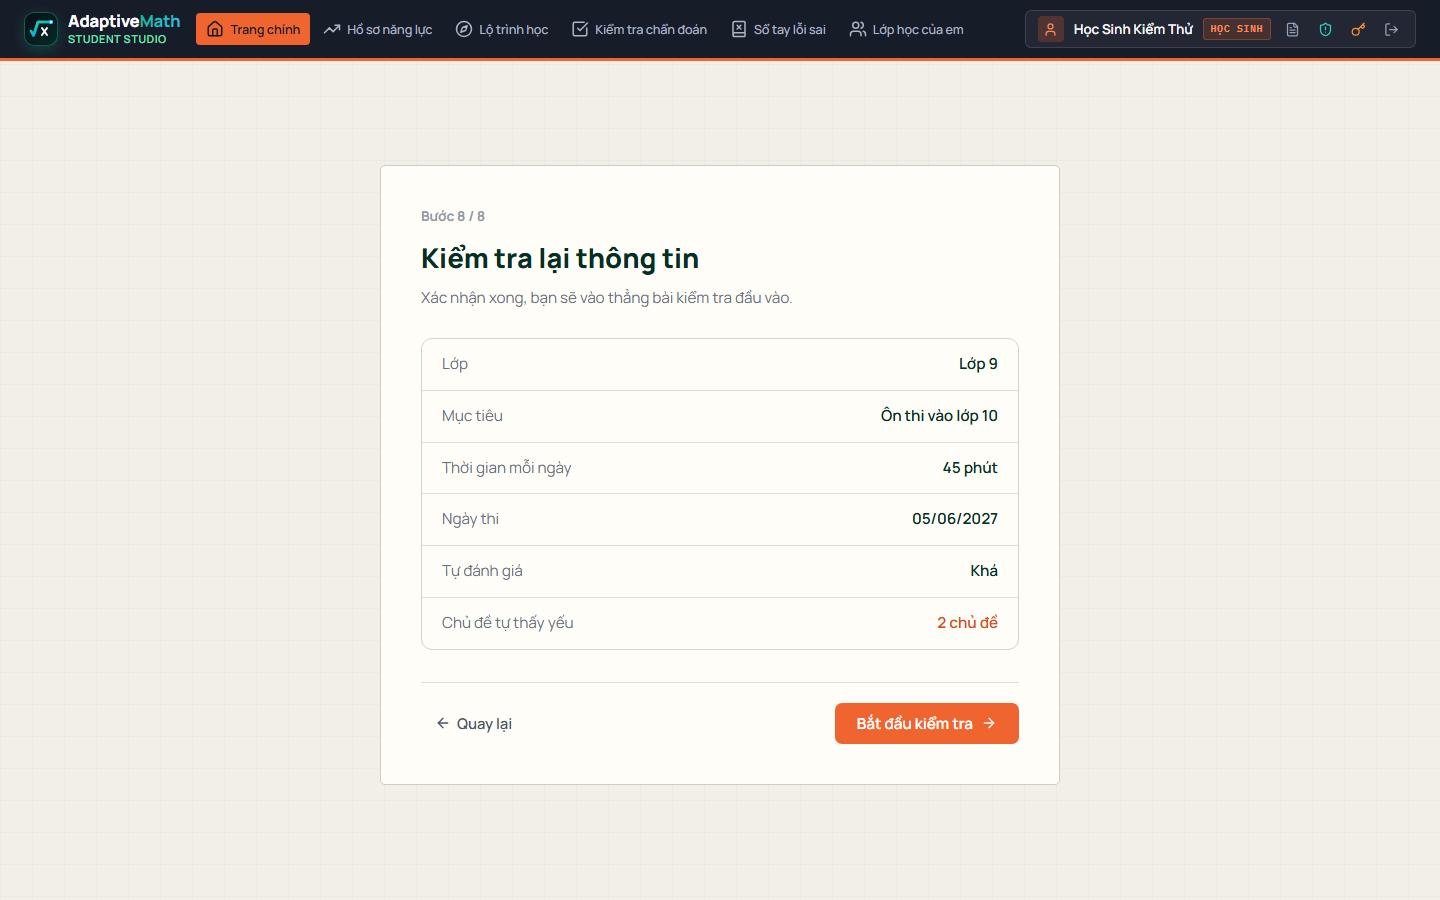 AdaptiveMath
STUDENT STUDIO
Trang chính
Hồ sơ năng lực
Lộ trình học
Kiểm tra chẩn đoán
Sổ tay lỗi sai
Lớp học của em
Học Sinh Kiểm Thử
HỌC SINH
Bước 8 / 8
Kiểm tra lại thông tin
Xác nhận xong, bạn sẽ vào thẳng bài kiểm tra đầu vào.
Lớp
Lớp 9
Mục tiêu
Ôn thi vào lớp 10
Thời gian mỗi ngày
45 phút
Ngày thi
05/06/2027
Tự đánh giá
Khá
Chủ đề tự thấy yếu
2 chủ đề
Quay lại
Bắt đầu kiểm tra